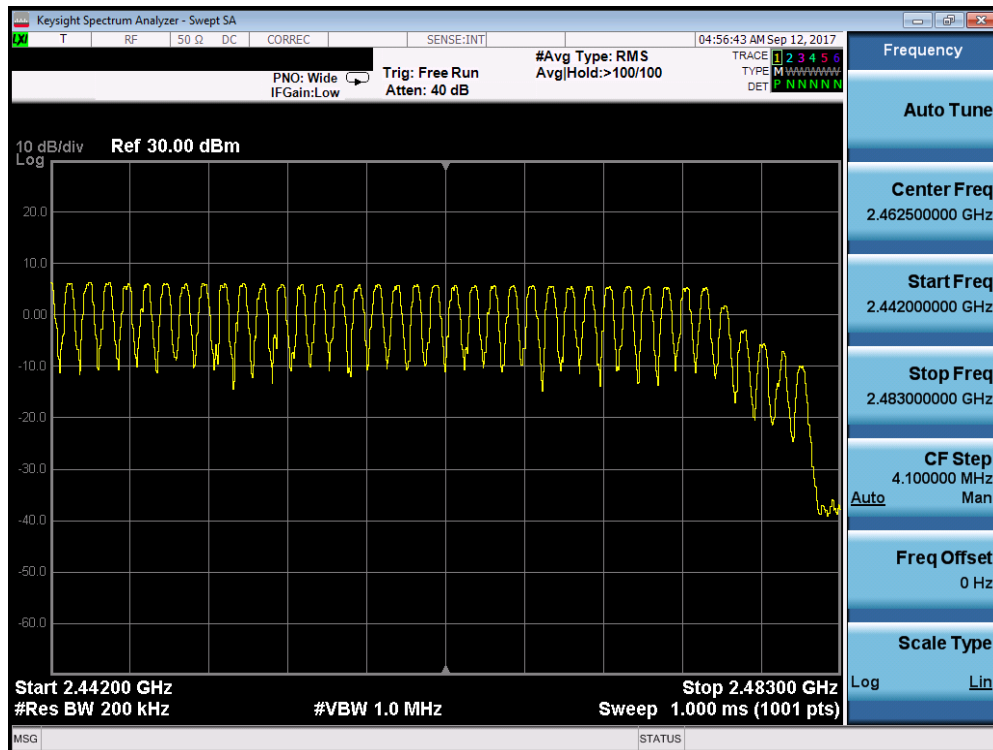 Keysight Spectrum Analyzer - Swept SA
LXI T RF 50 Ω DC CORREC SENSE:INT 04:56:43 AM Sep 12, 2017
PNO: Wide
IFGain:Low
Trig: Free Run
Atten: 40 dB
#Avg Type: RMS
Avg|Hold:>100/100
TRACE 1 2 3 4 5 6
TYPE M W W W W W
DET P N N N N N
10 dB/div Ref 30.00 dBm
Log
20.0
10.0
0.00
-10.0
-20.0
-30.0
-40.0
-50.0
-60.0
Start 2.44200 GHz Stop 2.48300 GHz
#Res BW 200 kHz #VBW 1.0 MHz Sweep 1.000 ms (1001 pts)
MSG STATUS
Frequency
Auto Tune
Center Freq
2.462500000 GHz
Start Freq
2.442000000 GHz
Stop Freq
2.483000000 GHz
CF Step
4.100000 MHz
Auto Man
Freq Offset
0 Hz
Scale Type
Log Lin